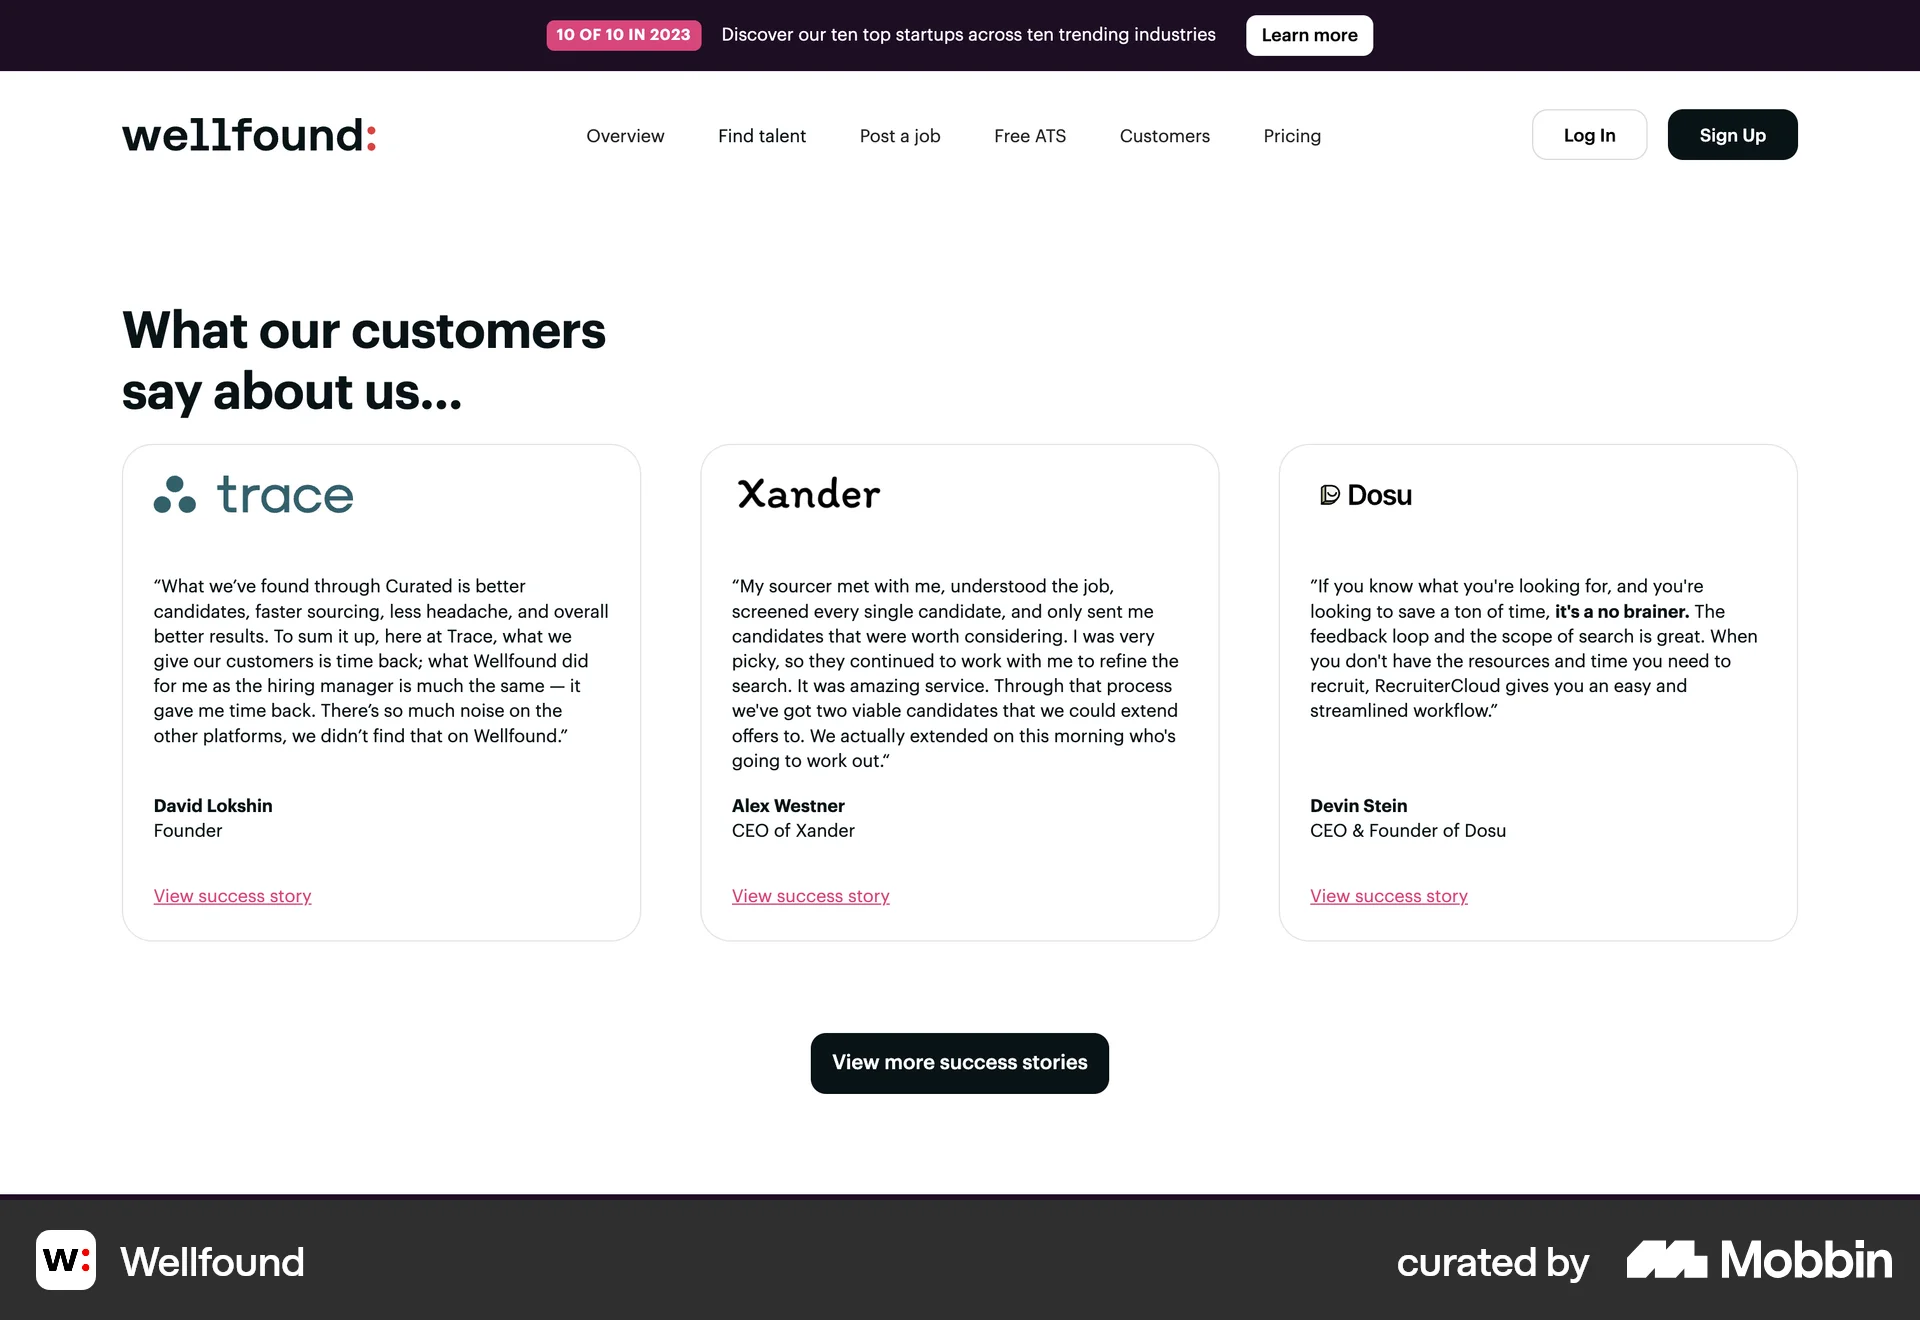 10 OF 10 IN 2023 Discover our ten top startups across ten trending industries Learn more
wellfound: Overview Find talent Post a job Free ATS Customers Pricing Log In Sign Up
What our customers
say about us...
trace
“What we’ve found through Curated is better
candidates, faster sourcing, less headache, and overall
better results. To sum it up, here at Trace, what we
give our customers is time back; what Wellfound did
for me as the hiring manager is much the same — it
gave me time back. There’s so much noise on the
other platforms, we didn’t find that on Wellfound.”
David Lokshin
Founder
View success story
Xander
“My sourcer met with me, understood the job,
screened every single candidate, and only sent me
candidates that were worth considering. I was very
picky, so they continued to work with me to refine the
search. It was amazing service. Through that process
we've got two viable candidates that we could extend
offers to. We actually extended on this morning who's
going to work out.“
Alex Westner
CEO of Xander
View success story
Dosu
”If you know what you're looking for, and you're
looking to save a ton of time, it's a no brainer. The
feedback loop and the scope of search is great. When
you don't have the resources and time you need to
recruit, RecruiterCloud gives you an easy and
streamlined workflow.”
Devin Stein
CEO & Founder of Dosu
View success story
View more success stories
w: Wellfound curated by Mobbin